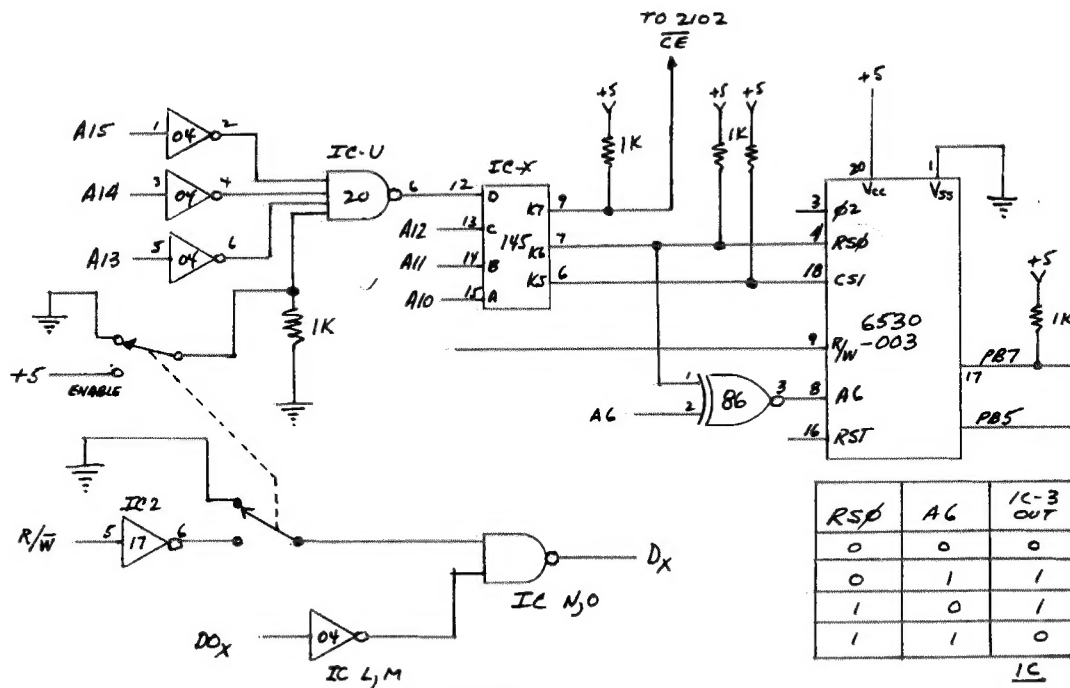 TO 2102
CE
+5
+5
+5
+5
1K
1K
A15
1
04
2
IC-U
A14
3
04
4
20
6
A13
5
04
6
IC-X
12
D
K7
9
A12
13
C
145
K6
7
A11
14
B
K5
6
A10
15
A
1K
+5
ENABLE
20
VCC
1
VSS
3
Ø2
4
RSØ
18
CS1
6530
-003
9
R/W
8
A6
16
RST
+5
1K
PB7
17
PB5
1
2
86
3
A6
IC2
R/W
5
17
6
DX
IC N,O
DOX
04
IC L,M
RSØ A6 IC-3 OUT
0 0 0
0 1 1
1 0 1
1 1 0
IC